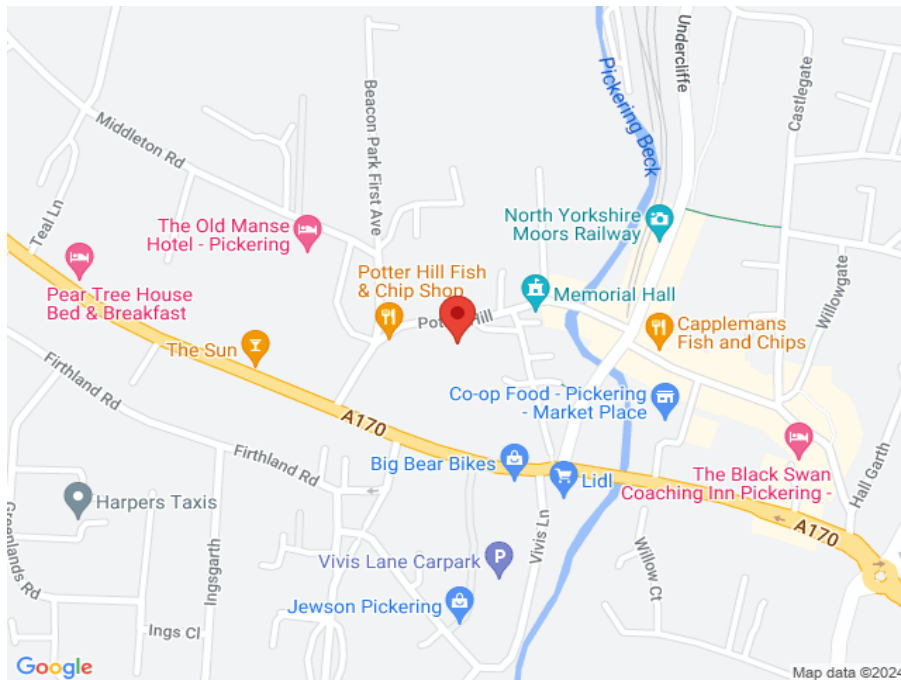 Undercliffe
Castlegate
Pickering Beck
Beacon Park First Ave
Middleton Rd
Teal Ln
The Old Manse
Hotel - Pickering
North Yorkshire
Moors Railway
Willowgate
Pear Tree House
Bed & Breakfast
Potter Hill Fish
& Chip Shop
Memorial Hall
Capplemans
Fish and Chips
The Sun
Firthland Rd
Co-op Food - Pickering
- Market Place
A170
Firthland Rd
Big Bear Bikes
Lidl
The Black Swan
Coaching Inn Pickering -
Hall Garth
Harpers Taxis
A170
Greenlands Rd
Ingsgarth
Vivis Lane Carpark
P
Vivis Ln
Willow Ct
Jewson Pickering
Ings Cl
Google
Map data ©2024